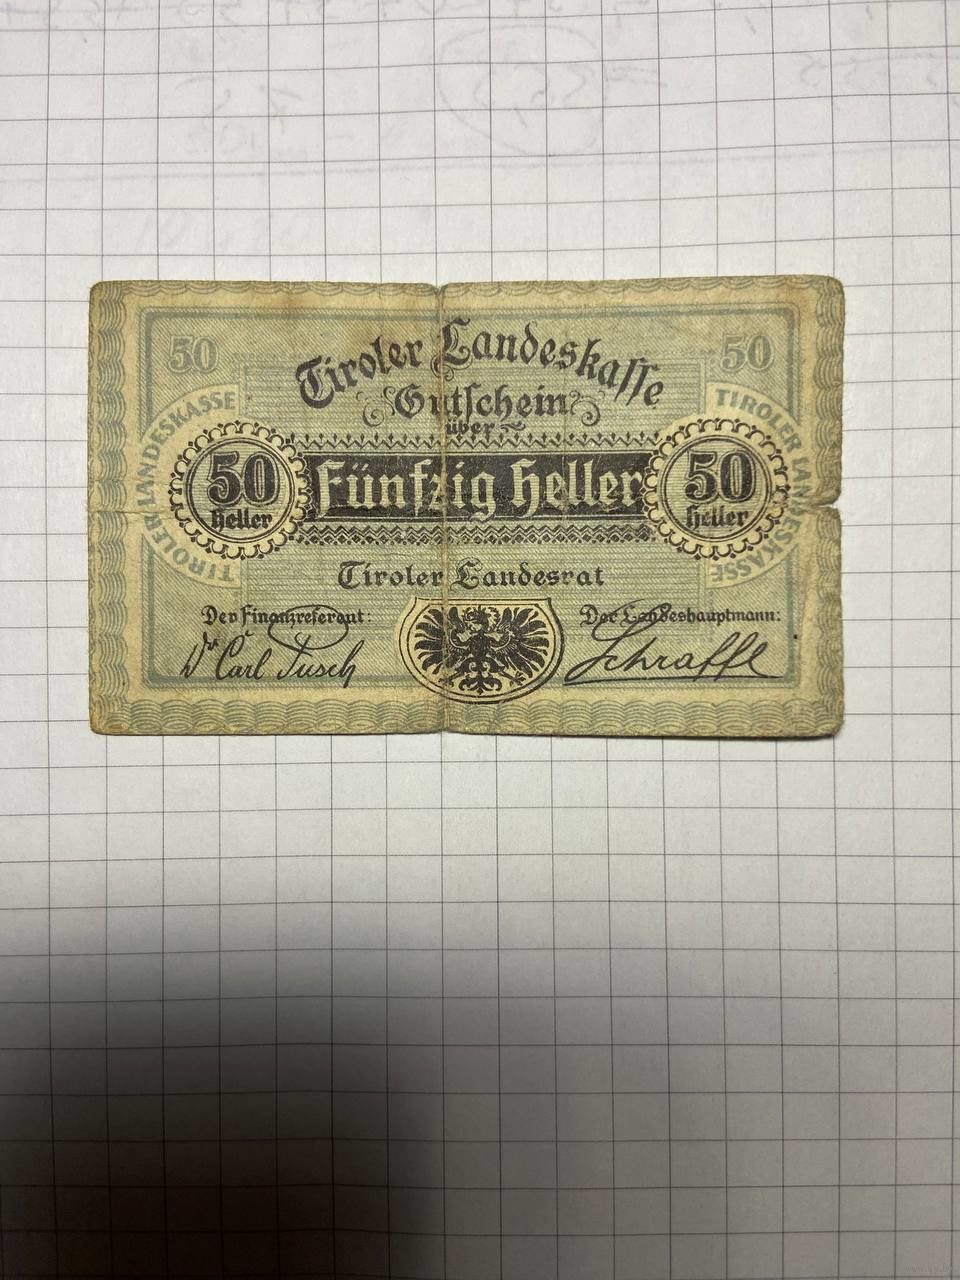 50 50
Tiroler Landeskasse
Gutschein
über
TIROLER LANDESKASSE
TIROLER LANDESKASSE
50
Heller
Fünfzig Heller
50
Heller
Tiroler Landesrat
Der Finanzreferent:
Der Landeshauptmann:
Dr Carl Pusch
Schraffl